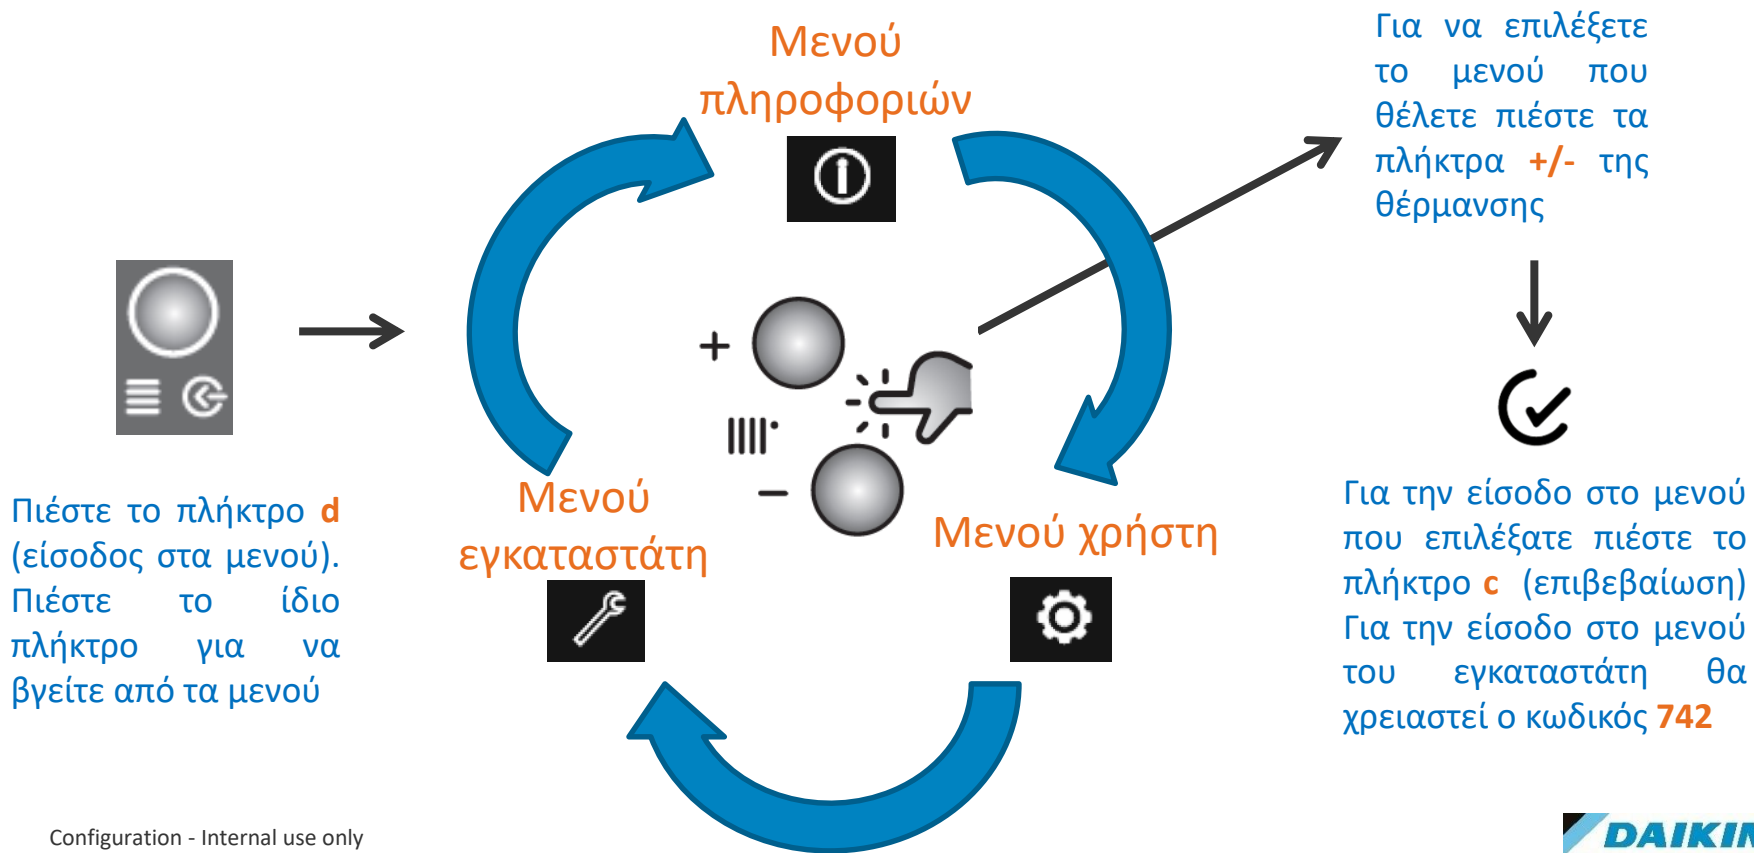 Μενού
πληροφοριών
Για να επιλέξετε
το μενού που
θέλετε πιέστε τα
πλήκτρα +/- της
θέρμανσης
+
-
Πιέστε το πλήκτρο d
(είσοδος στα μενού).
Πιέστε το ίδιο
πλήκτρο για να
βγείτε από τα μενού
Μενού
εγκαταστάτη
Μενού χρήστη
Για την είσοδο στο μενού
που επιλέξατε πιέστε το
πλήκτρο c (επιβεβαίωση)
Για την είσοδο στο μενού
του εγκαταστάτη θα
χρειαστεί ο κωδικός 742
Configuration - Internal use only
DAIKIN